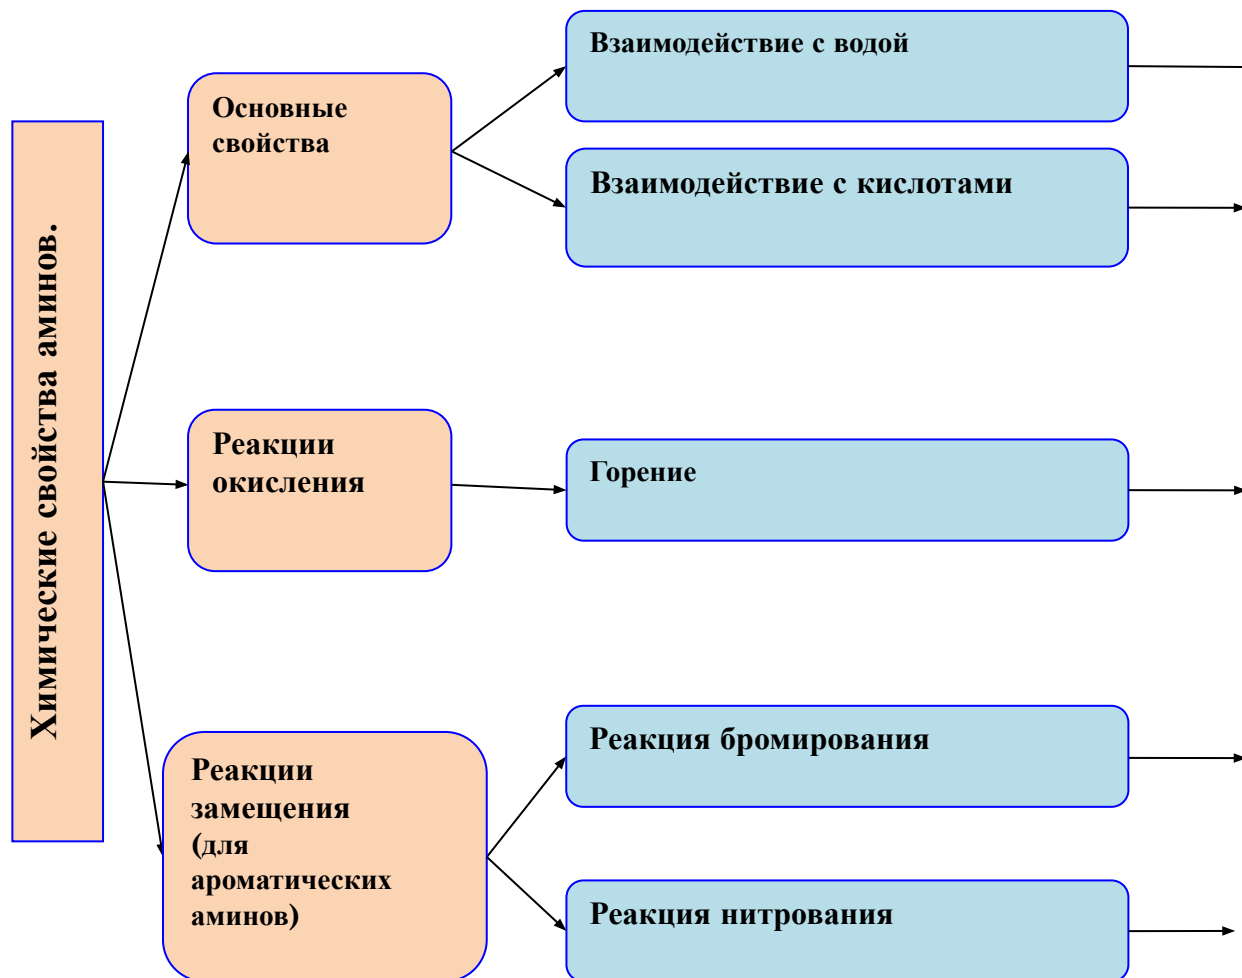 Химические свойства аминов.
Основные
свойства
Взаимодействие с водой
Взаимодействие с кислотами
Реакции
окисления
Горение
Реакции
замещения
(для
ароматических
аминов)
Реакция бромирования
Реакция нитрования